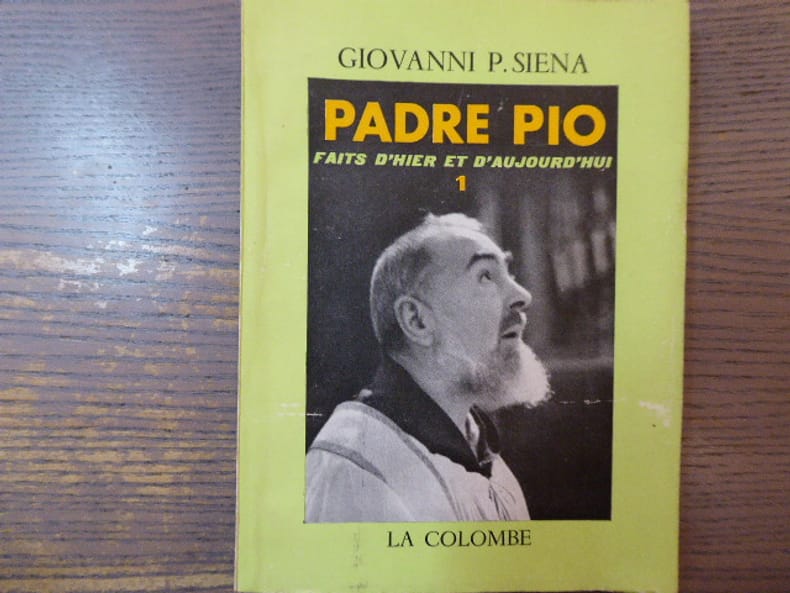 GIOVANNI P. SIENA
PADRE PIO
FAITS D'HIER ET D'AUJOURD'HUI
1
LA COLOMBE